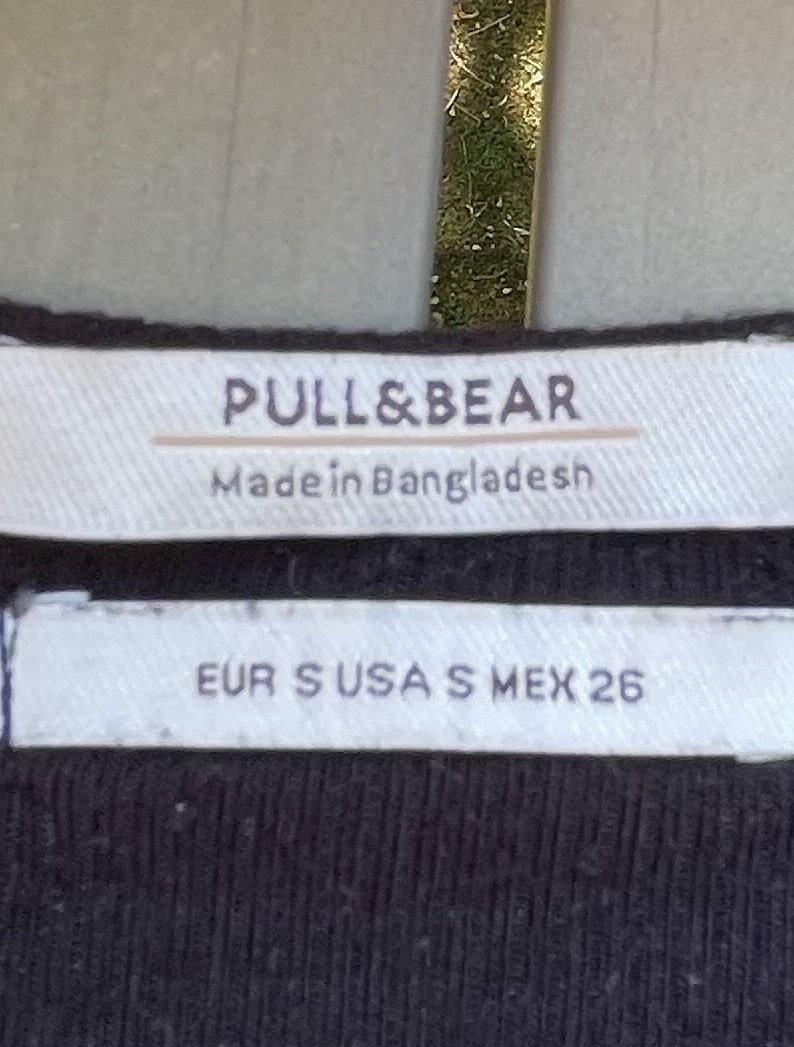 PULL&BEAR
Made in Bangladesh
EUR S USA S MEX 26